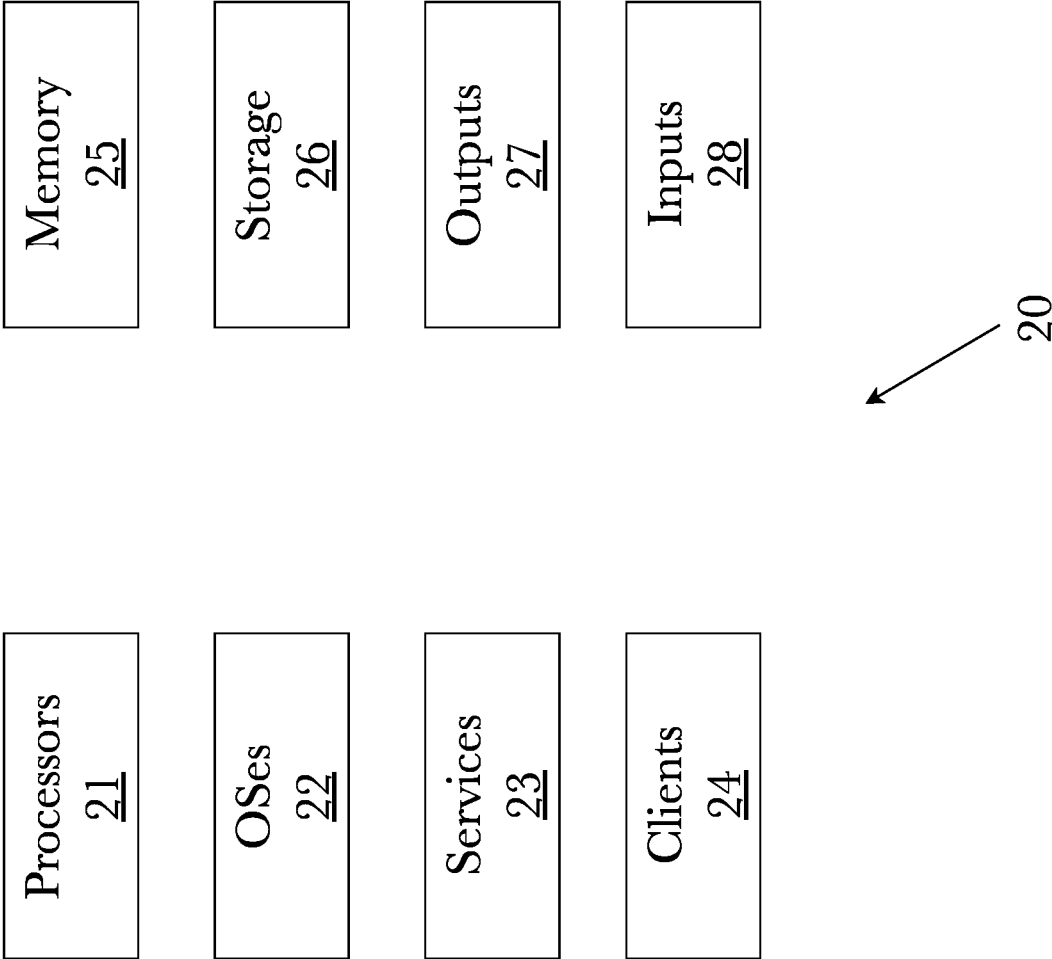 Processors
21
Memory
25
OSes
22
Storage
26
Services
23
Outputs
27
Clients
24
Inputs
28
20